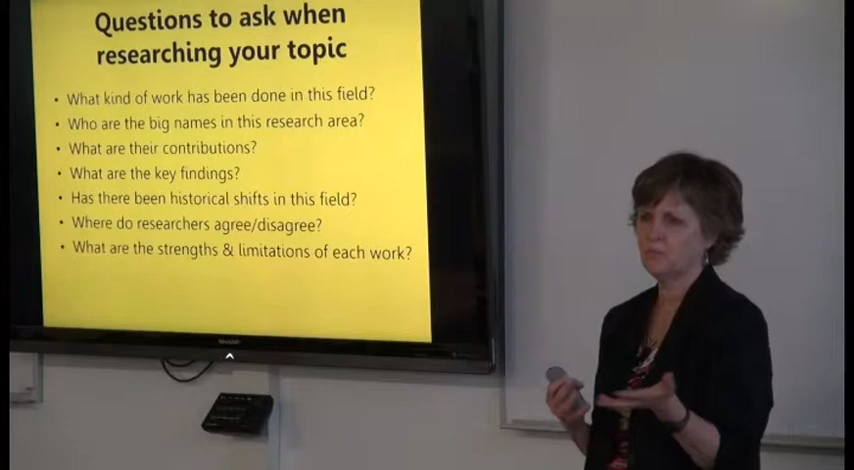 Questions to ask when
researching your topic
• What kind of work has been done in this field?
• Who are the big names in this research area?
• What are their contributions?
• What are the key findings?
• Has there been historical shifts in this field?
• Where do researchers agree/disagree?
• What are the strengths & limitations of each work?
SHARP